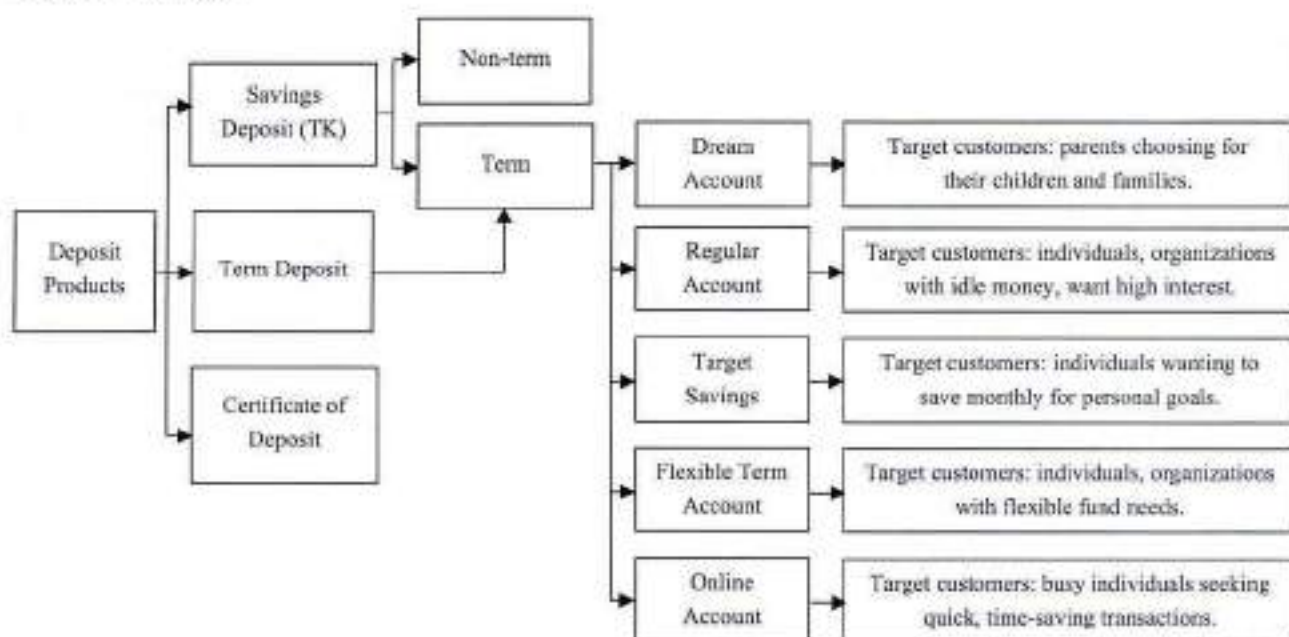 Non-term
Savings
Deposit (TK)
Term
Deposit
Products
Term Deposit
Certificate of
Deposit
Dream
Account
Target customers: parents choosing for
their children and families.
Regular
Account
Target customers: individuals, organizations
with idle money, want high interest.
Target
Savings
Target customers: individuals wanting to
save monthly for personal goals.
Flexible Term
Account
Target customers: individuals, organizations
with flexible fund needs.
Online
Account
Target customers: busy individuals seeking
quick, time-saving transactions.